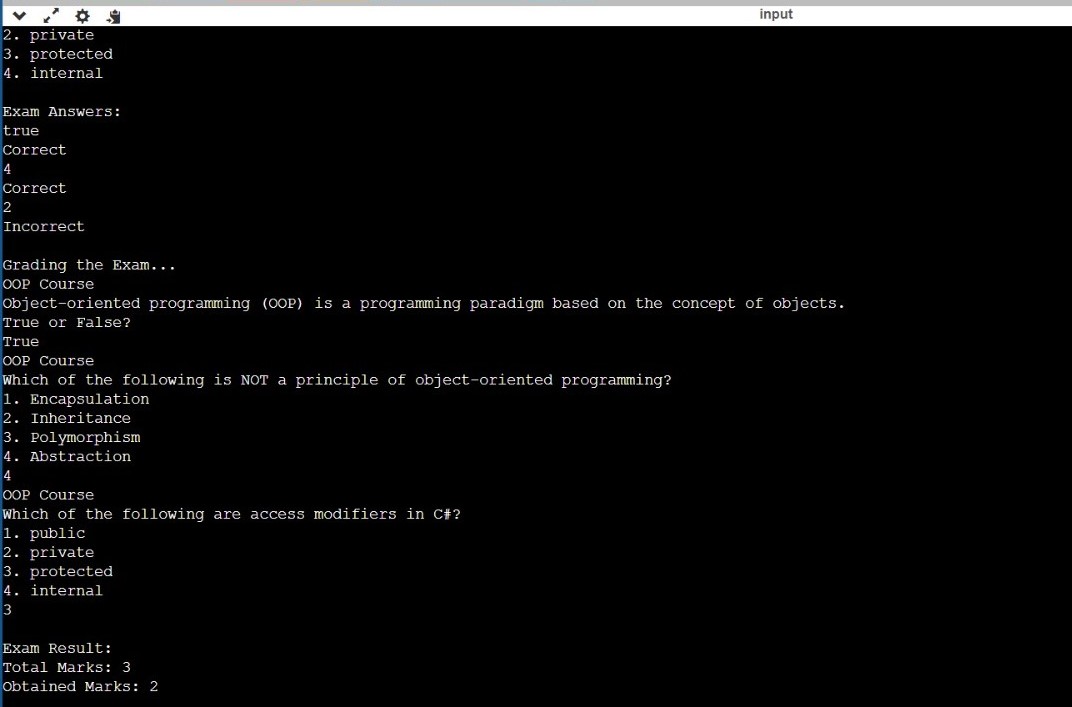 input
2. private
3. protected
4. internal
Exam Answers:
true
Correct
4
Correct
2
Incorrect
Grading the Exam...
OOP Course
Object-oriented programming (OOP) is a programming paradigm based on the concept of objects.
True or False?
True
OOP Course
Which of the following is NOT a principle of object-oriented programming?
1. Encapsulation
2. Inheritance
3. Polymorphism
4. Abstraction
4
OOP Course
Which of the following are access modifiers in C#?
1. public
2. private
3. protected
4. internal
3
Exam Result:
Total Marks: 3
Obtained Marks: 2